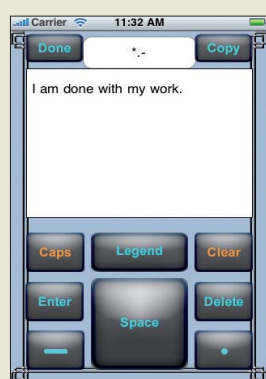 Carrier 11:32 AM
Done *.- Copy
I am done with my work.
Caps Legend Clear
Enter Space Delete